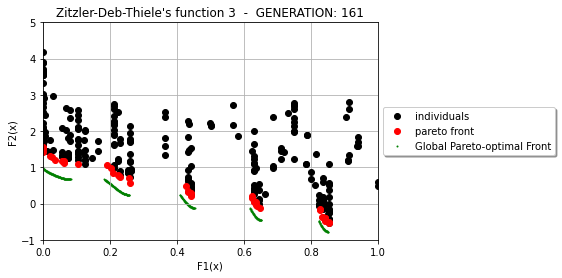 Zitzler-Deb-Thiele's function 3 - GENERATION: 161
5
4
3
2
1
0
−1
F2(x)
0.0 0.2 0.4 0.6 0.8 1.0
F1(x)
individuals
pareto front
Global Pareto-optimal Front